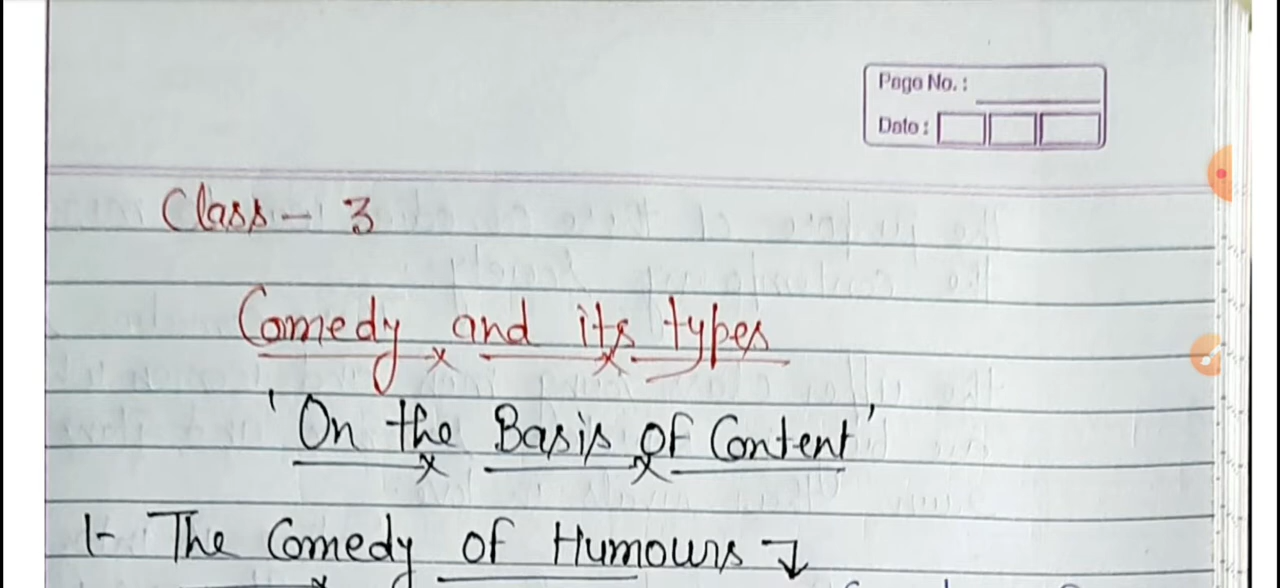 Page No. :
Date :
Class - 3
Comedy and its types
'On the Basis of Content'
1- The Comedy of Humours